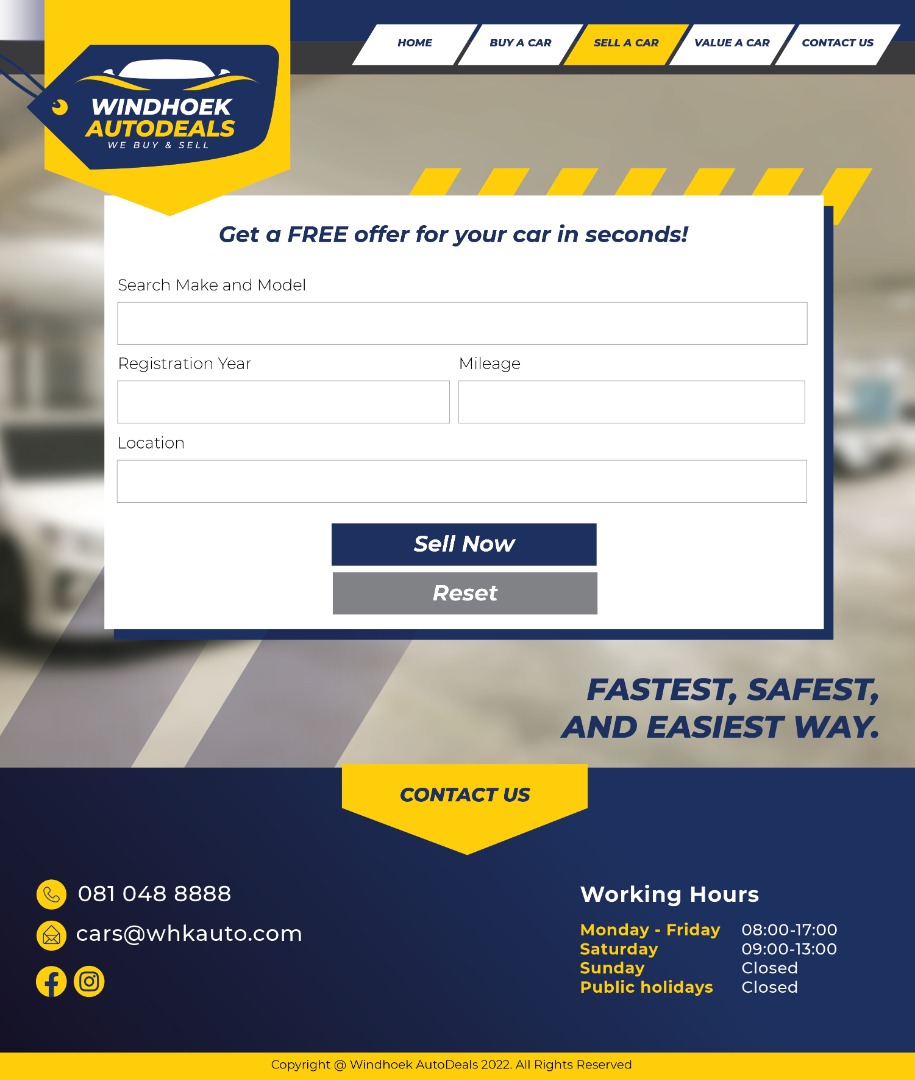 HOME
BUY A CAR
SELL A CAR
VALUE A CAR
CONTACT US
WINDHOEK
AUTODEALS
WE BUY & SELL
Get a FREE offer for your car in seconds!
Search Make and Model
Registration Year
Mileage
Location
Sell Now
Reset
FASTEST, SAFEST,
AND EASIEST WAY.
CONTACT US
081 048 8888
cars@whkauto.com
Working Hours
Monday - Friday 08:00-17:00
Saturday 09:00-13:00
Sunday Closed
Public holidays Closed
Copyright @ Windhoek AutoDeals 2022. All Rights Reserved